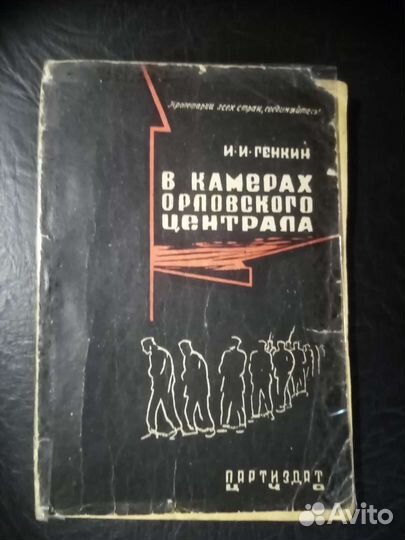 Пролетарии всех стран, соединяйтесь!
И·И·ГЕНКИН
В КАМЕРАХ
ОРЛОВСКОГО
ЦЕНТРАЛА
ПАРТИЗДАТ
Avito